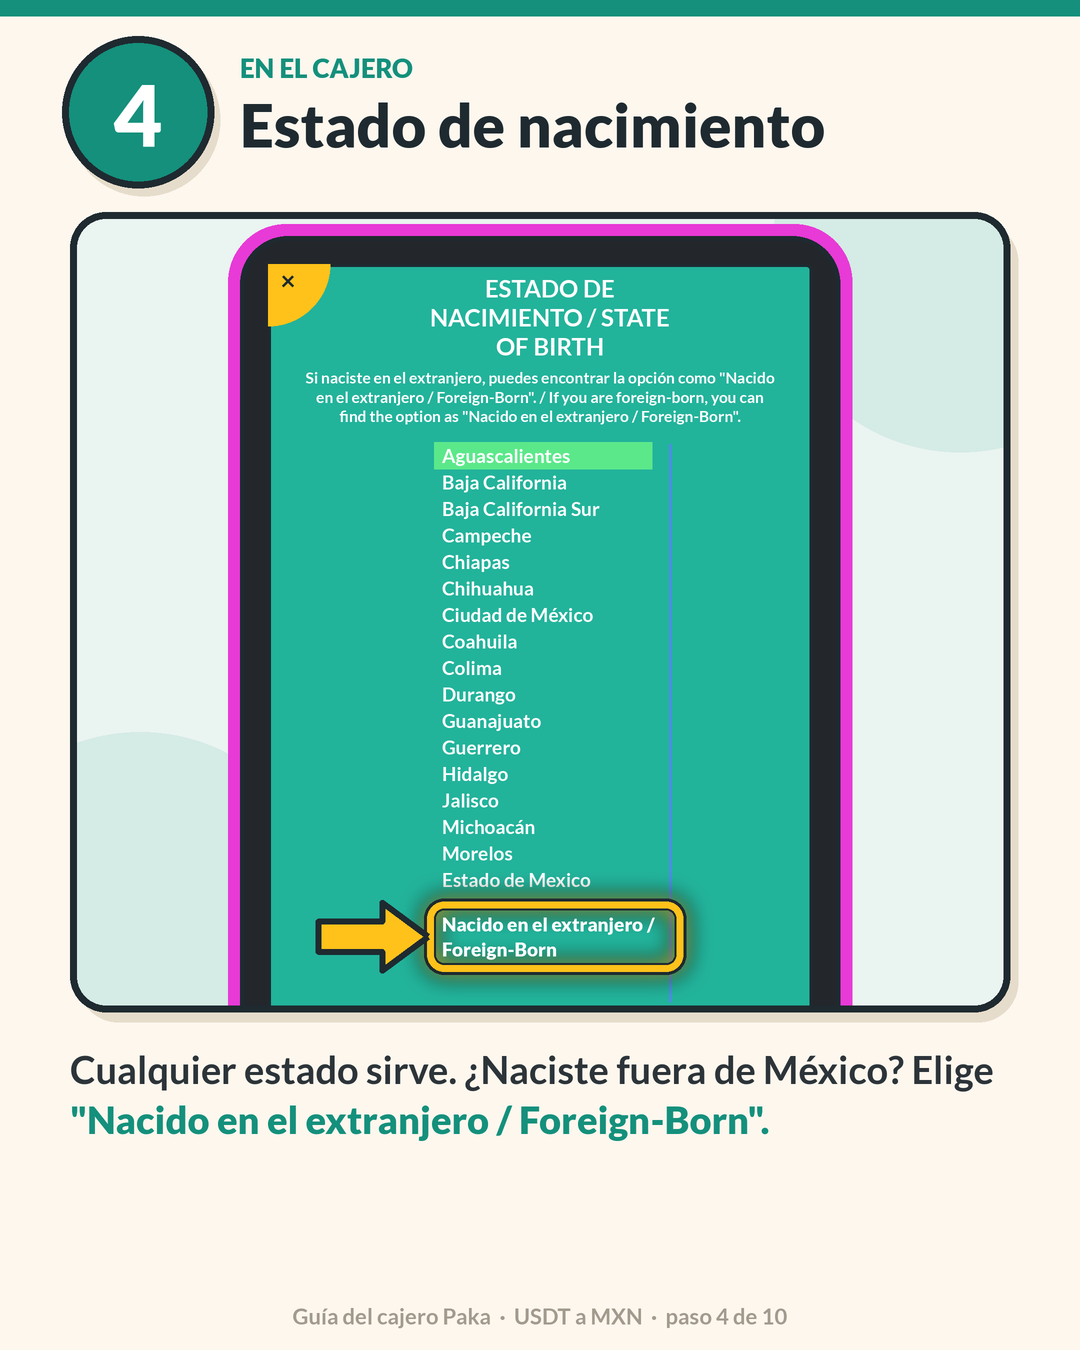 4
EN EL CAJERO
Estado de nacimiento
×
ESTADO DE
NACIMIENTO / STATE
OF BIRTH
Si naciste en el extranjero, puedes encontrar la opción como "Nacido
en el extranjero / Foreign-Born". / If you are foreign-born, you can
find the option as "Nacido en el extranjero / Foreign-Born".
Aguascalientes
Baja California
Baja California Sur
Campeche
Chiapas
Chihuahua
Ciudad de México
Coahuila
Colima
Durango
Guanajuato
Guerrero
Hidalgo
Jalisco
Michoacán
Morelos
Estado de Mexico
Nacido en el extranjero /
Foreign-Born
Cualquier estado sirve. ¿Naciste fuera de México? Elige
"Nacido en el extranjero / Foreign-Born".
Guía del cajero Paka · USDT a MXN · paso 4 de 10